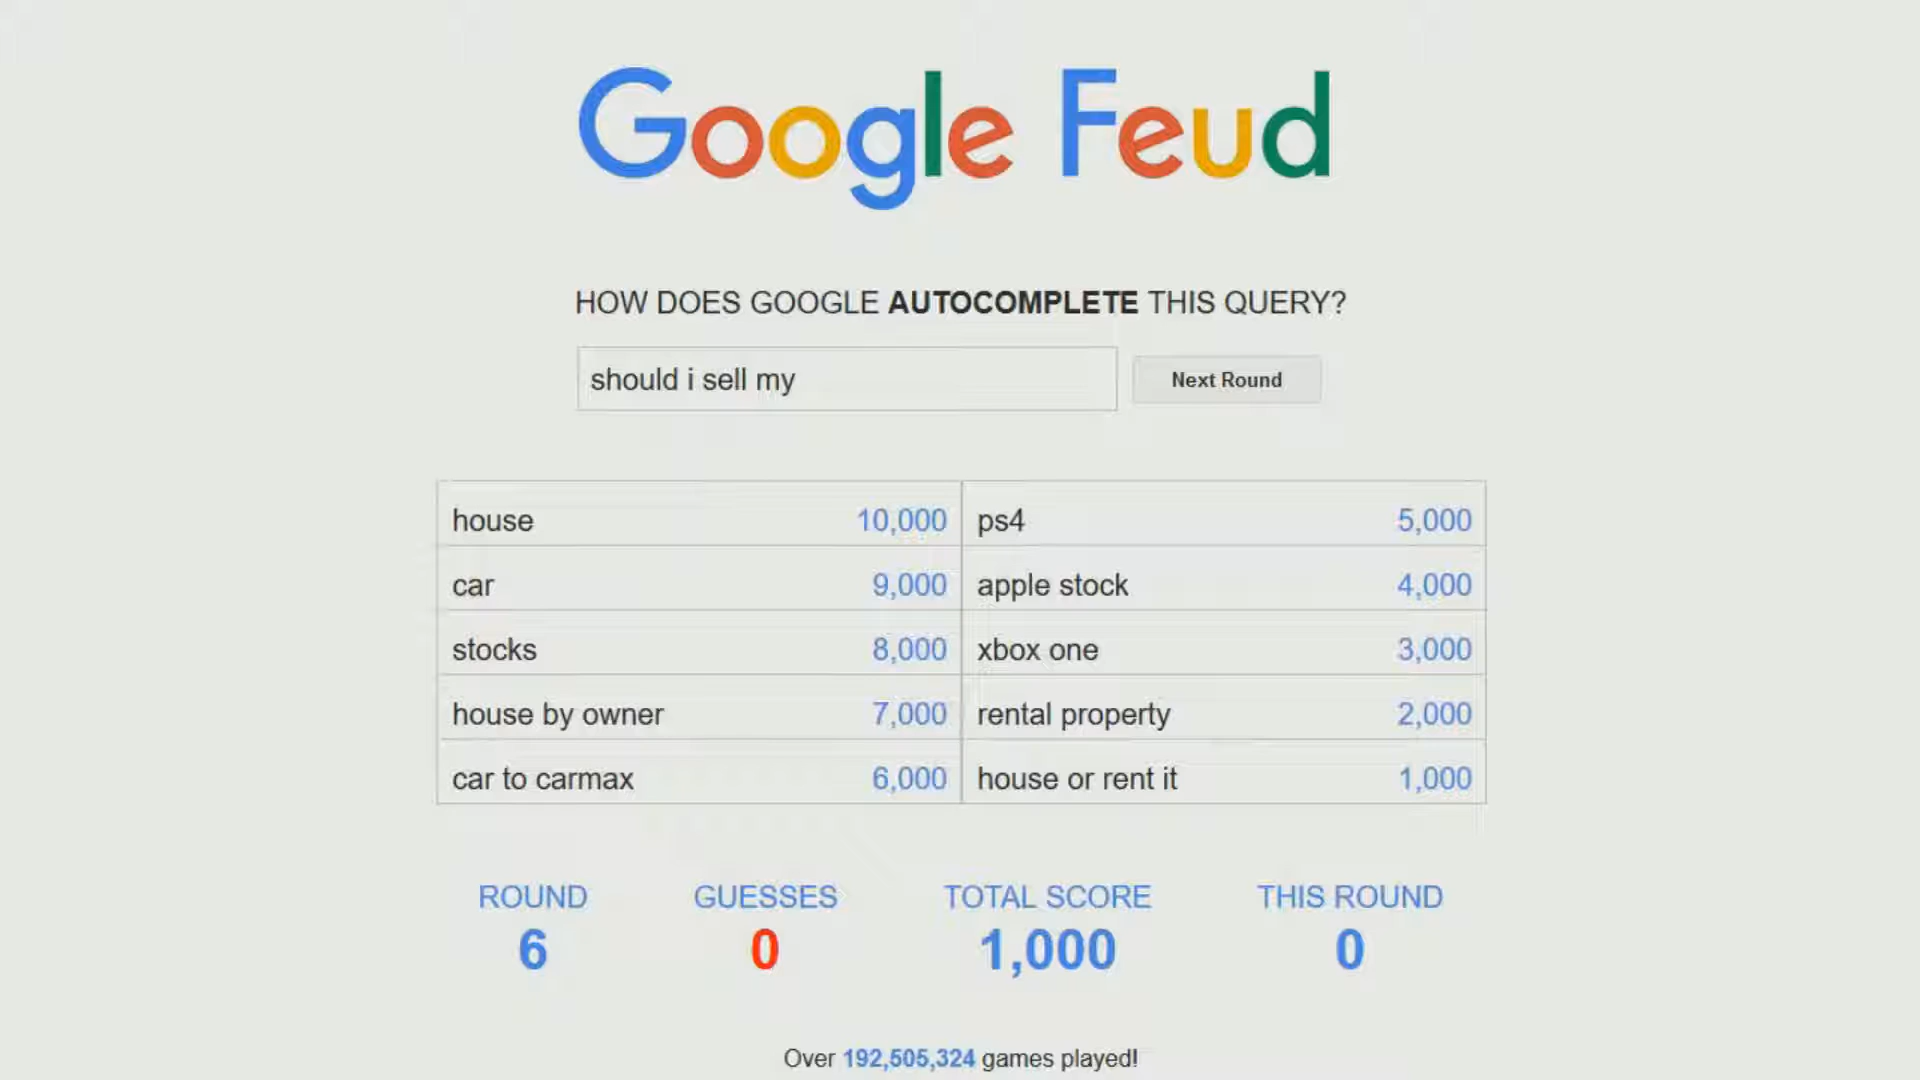 Google Feud
HOW DOES GOOGLE AUTOCOMPLETE THIS QUERY?
should i sell my
Next Round
house 10,000
car 9,000
stocks 8,000
house by owner 7,000
car to carmax 6,000
ps4 5,000
apple stock 4,000
xbox one 3,000
rental property 2,000
house or rent it 1,000
ROUND
6
GUESSES
0
TOTAL SCORE
1,000
THIS ROUND
0
Over 192,505,324 games played!